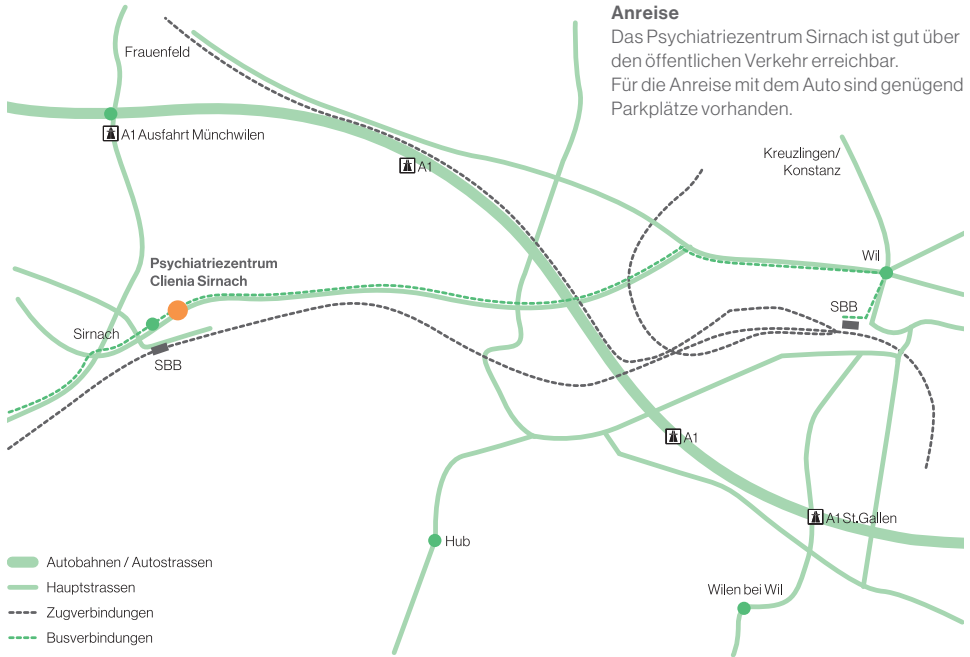 Anreise
Das Psychiatriezentrum Sirnach ist gut über
den öffentlichen Verkehr erreichbar.
Für die Anreise mit dem Auto sind genügend
Parkplätze vorhanden.
Frauenfeld
A1 Ausfahrt Münchwilen
A1
Kreuzlingen/
Konstanz
Psychiatriezentrum
Clienia Sirnach
Wil
SBB
Sirnach
SBB
A1
A1 St.Gallen
Hub
Wilen bei Wil
Autobahnen / Autostrassen
Hauptstrassen
Zugverbindungen
Busverbindungen